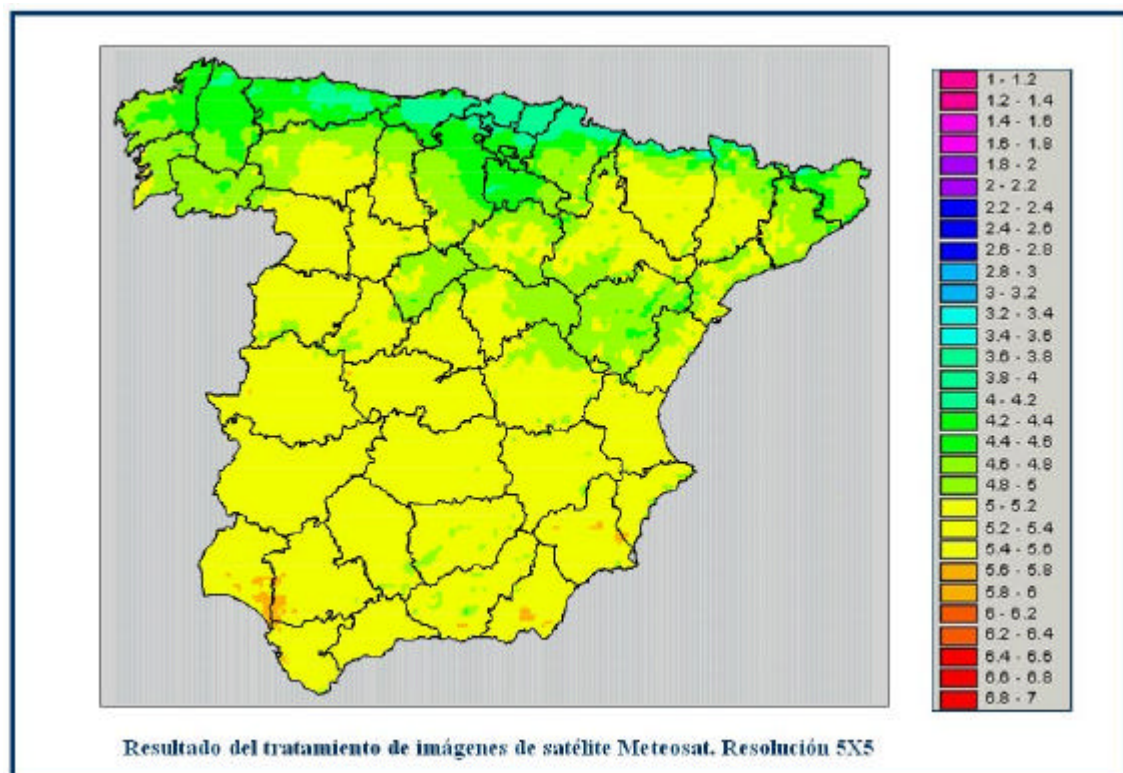 1 - 1.2
1.2 - 1.4
1.4 - 1.6
1.6 - 1.8
1.8 - 2
2 - 2.2
2.2 - 2.4
2.4 - 2.6
2.6 - 2.8
2.8 - 3
3 - 3.2
3.2 - 3.4
3.4 - 3.6
3.6 - 3.8
3.8 - 4
4 - 4.2
4.2 - 4.4
4.4 - 4.6
4.6 - 4.8
4.8 - 5
5 - 5.2
5.2 - 5.4
5.4 - 5.6
5.6 - 5.8
5.8 - 6
6 - 6.2
6.2 - 6.4
6.4 - 6.6
6.6 - 6.8
6.8 - 7
Resultado del tratamiento de imágenes de satélite Meteosat. Resolución 5X5